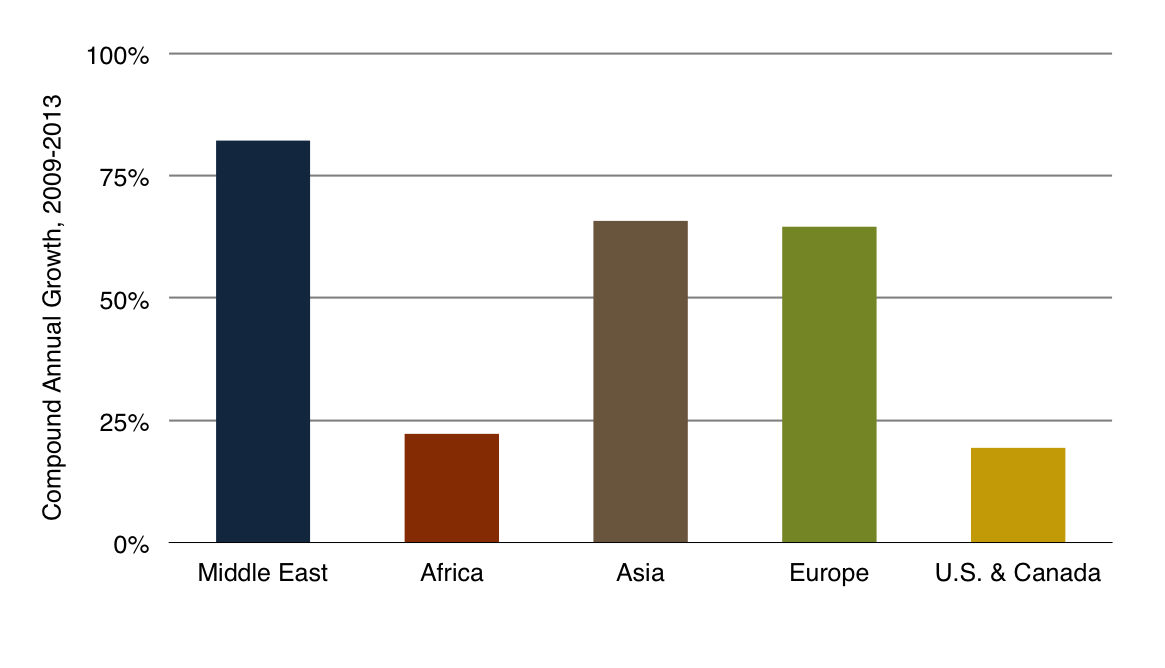 Compound Annual Growth, 2009-2013
100%
75%
50%
25%
0%
Middle East
Africa
Asia
Europe
U.S. & Canada